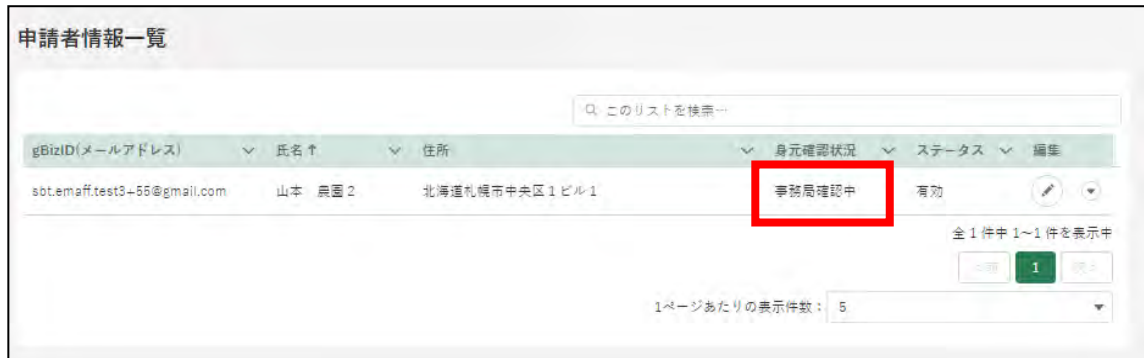 申請者情報一覧
このリストを検索…
gBizID(メールアドレス) 氏名↑ 住所 身元確認状況 ステータス 編集
sbt.emaff.test3+55@gmail.com 山本 農園2 北海道札幌市中央区1ビル1 事務局確認中 有効
全1件中 1~1件を表示中
<前 1 次>
1ページあたりの表示件数: 5